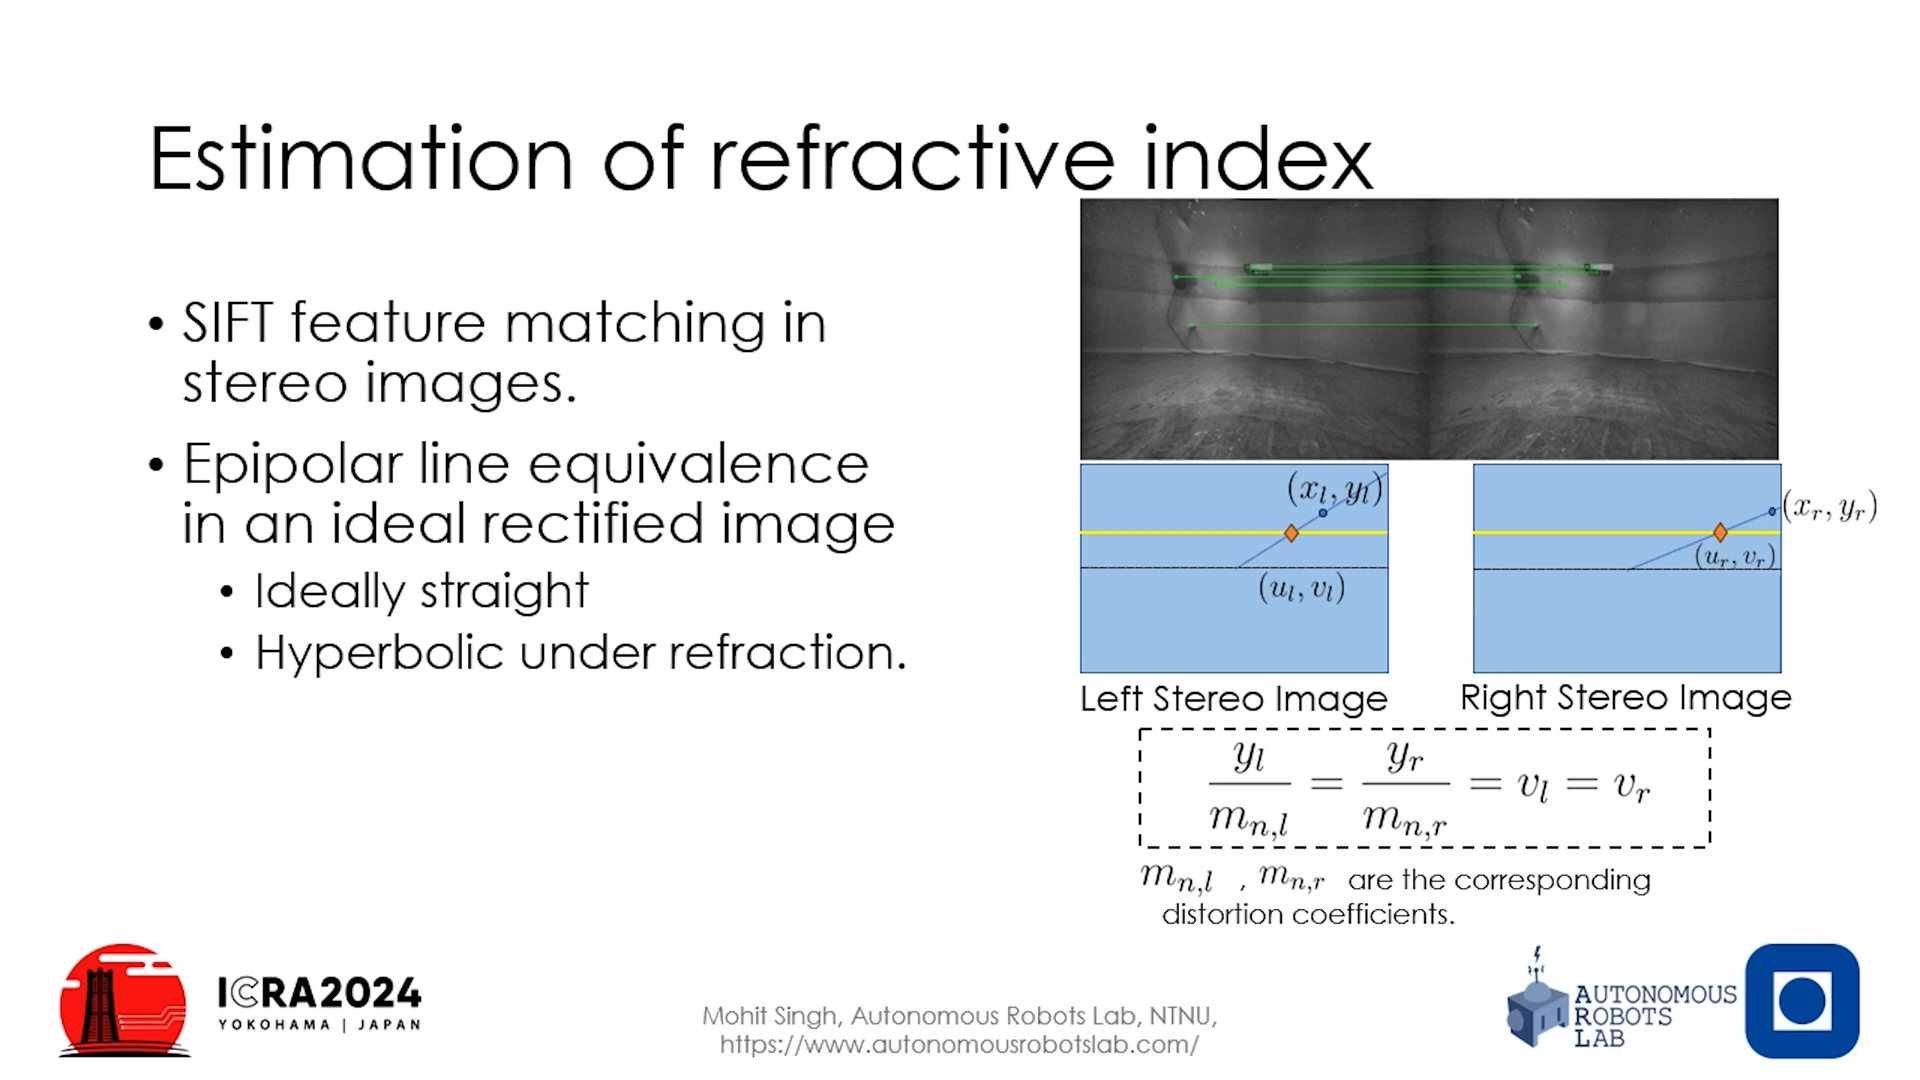 Estimation of refractive index
• SIFT feature matching in
stereo images.
• Epipolar line equivalence
in an ideal rectified image
• Ideally straight
• Hyperbolic under refraction.
(x_l, y_l)
(u_l, v_l)
(x_r, y_r)
(u_r, v_r)
Left Stereo Image
Right Stereo Image
y_l / m_{n,l} = y_r / m_{n,r} = v_l = v_r
m_{n,l} , m_{n,r} are the corresponding
distortion coefficients.
ICRA2024
YOKOHAMA | JAPAN
Mohit Singh, Autonomous Robots Lab, NTNU,
https://www.autonomousrobotslab.com/
AUTONOMOUS
ROBOTS
LAB